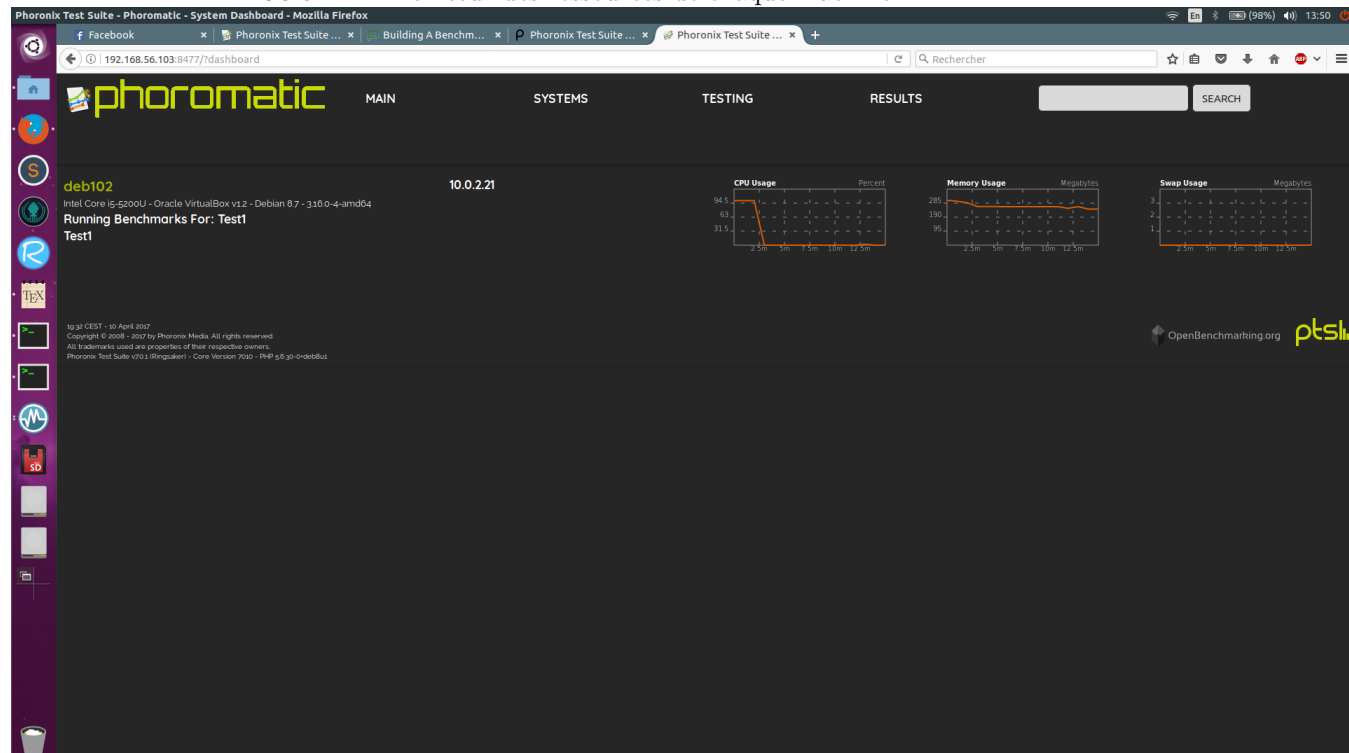 Phoronix Test Suite - Phoromatic - System Dashboard - Mozilla Firefox
En (98%) 13:50
Facebook × Phoronix Test Suite ... × Building A Benchm... × Phoronix Test Suite ... × Phoronix Test Suite ... × +
192.168.56.103:8477/?dashboard
Rechercher
ABP
phoromatic
MAIN SYSTEMS TESTING RESULTS SEARCH
deb102
10.0.2.21
Intel Core i5-5200U - Oracle VirtualBox v1.2 - Debian 8.7 - 3.16.0-4-amd64
Running Benchmarks For: Test1
Test1
CPU Usage Percent
94.5
63
31.5
2.5m 5m 7.5m 10m 12.5m
Memory Usage Megabytes
285
190
95
2.5m 5m 7.5m 10m 12.5m
Swap Usage Megabytes
3
2
1
2.5m 5m 7.5m 10m 12.5m
19:32 CEST - 10 April 2017
Copyright © 2008 - 2017 by Phoronix Media. All rights reserved.
All trademarks used are properties of their respective owners.
Phoronix Test Suite v7.0.1 (Ringsaker) - Core Version 7010 - PHP 5.6.30-0+deb8u1
OpenBenchmarking.org
pts
S
TEX
>_
>_
SD